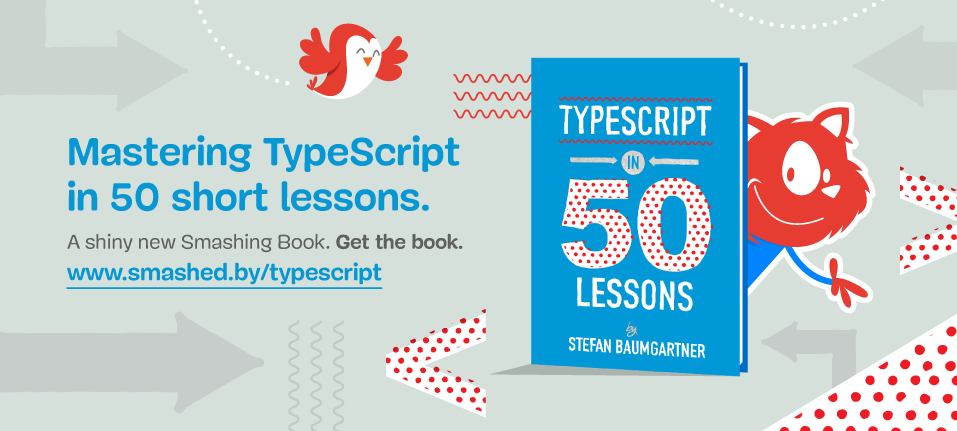 Mastering TypeScript
in 50 short lessons.
A shiny new Smashing Book. Get the book.
www.smashed.by/typescript
TYPESCRIPT
IN
50
LESSONS
by
STEFAN BAUMGARTNER